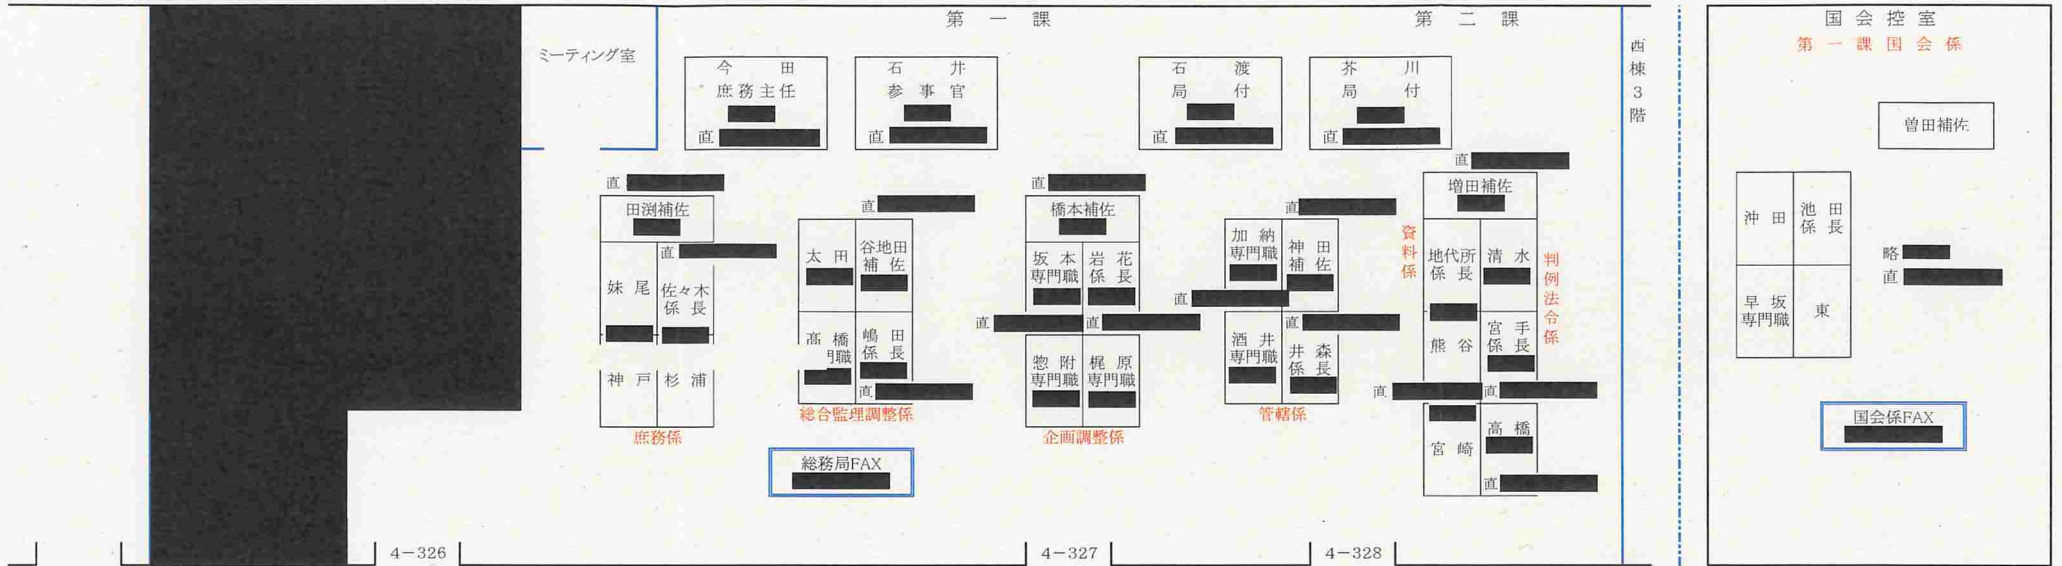 第一課
第二課
ミーティング室
今田
庶務主任
直
石井
参事官
直
石渡
局付
直
芥川
局付
直
西棟3階
国会控室
第一課国会係
曽田補佐
沖田
池田
係長
早坂
専門職
東
略
直
国会係FAX
直
田渕補佐
直
妹尾
佐々木
係長
神戸
杉浦
庶務係
直
太田
谷地田
補佐
髙橋
門職
嶋田
係長
直
総合監理調整係
総務局FAX
直
橋本補佐
坂本
専門職
岩花
係長
直
直
惣附
専門職
梶原
専門職
企画調整係
直
加納
専門職
神田
補佐
直
直
酒井
専門職
井森
係長
管轄係
直
増田補佐
資料係
地代所
係長
清水
判例法令係
熊谷
宮手
係長
直
直
宮崎
高橋
直
4-326
4-327
4-328